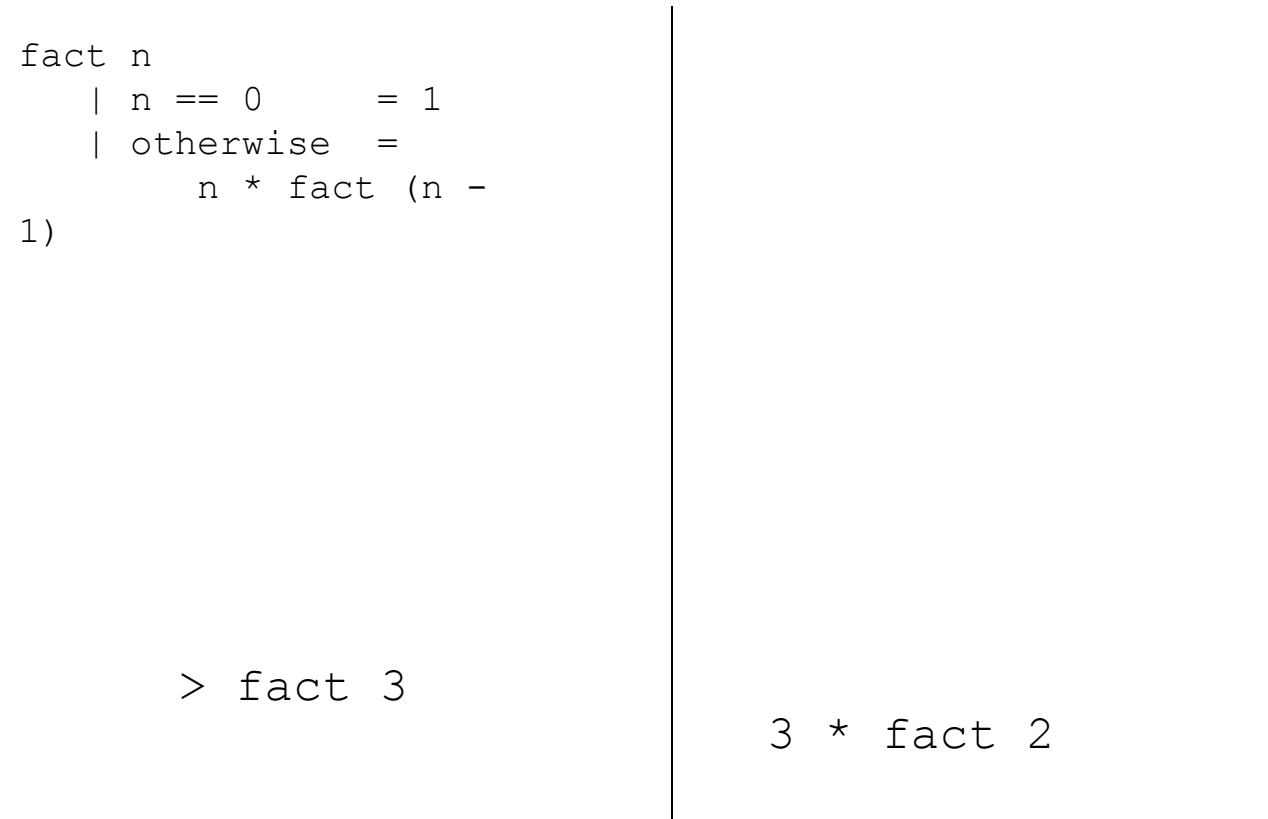 fact n
   | n == 0     = 1
   | otherwise  =
        n * fact (n -
1)
> fact 3
3 * fact 2